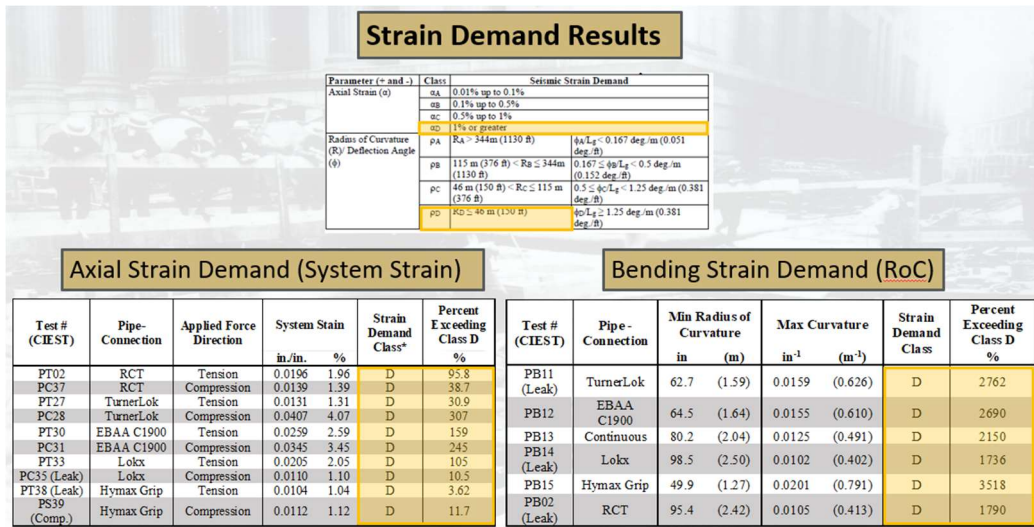 Strain Demand Results
Parameter (+ and -) Class Seismic Strain Demand
Axial Strain (α) αA 0.01% up to 0.1%
αB 0.1% up to 0.5%
αC 0.5% up to 1%
αD 1% or greater
Radius of Curvature (R)/ Deflection Angle (ϕ) ρA RA > 344m (1130 ft) ϕA/Lg < 0.167 deg./m (0.051 deg./ft)
ρB 115 m (376 ft) < RB ≤ 344m (1130 ft) 0.167 ≤ ϕB/Lg < 0.5 deg./m (0.152 deg./ft)
ρC 46 m (150 ft) < RC ≤ 115 m (376 ft) 0.5 ≤ ϕC/Lg < 1.25 deg./m (0.381 deg./ft)
ρD RD ≤ 46 m (150 ft) ϕD/Lg ≥ 1.25 deg./m (0.381 deg./ft)
Axial Strain Demand (System Strain)
Test # (CIEST) Pipe-Connection Applied Force Direction System Stain Strain Demand Class* Percent Exceeding Class D
in./in. % %
PT02 RCT Tension 0.0196 1.96 D 95.8
PC37 RCT Compression 0.0139 1.39 D 38.7
PT27 TurnerLok Tension 0.0131 1.31 D 30.9
PC28 TurnerLok Compression 0.0407 4.07 D 307
PT30 EBAA C1900 Tension 0.0259 2.59 D 159
PC31 EBAA C1900 Compression 0.0345 3.45 D 245
PT33 Lokx Tension 0.0205 2.05 D 105
PC35 (Leak) Lokx Compression 0.0110 1.10 D 10.5
PT38 (Leak) Hymax Grip Tension 0.0104 1.04 D 3.62
PS39 (Comp.) Hymax Grip Compression 0.0112 1.12 D 11.7
Bending Strain Demand (RoC)
Test # (CIEST) Pipe - Connection Min Radius of Curvature Max Curvature Strain Demand Class Percent Exceeding Class D
in (m) in⁻¹ (m⁻¹) %
PB11 (Leak) TurnerLok 62.7 (1.59) 0.0159 (0.626) D 2762
PB12 EBAA C1900 64.5 (1.64) 0.0155 (0.610) D 2690
PB13 Continuous 80.2 (2.04) 0.0125 (0.491) D 2150
PB14 (Leak) Lokx 98.5 (2.50) 0.0102 (0.402) D 1736
PB15 Hymax Grip 49.9 (1.27) 0.0201 (0.791) D 3518
PB02 (Leak) RCT 95.4 (2.42) 0.0105 (0.413) D 1790